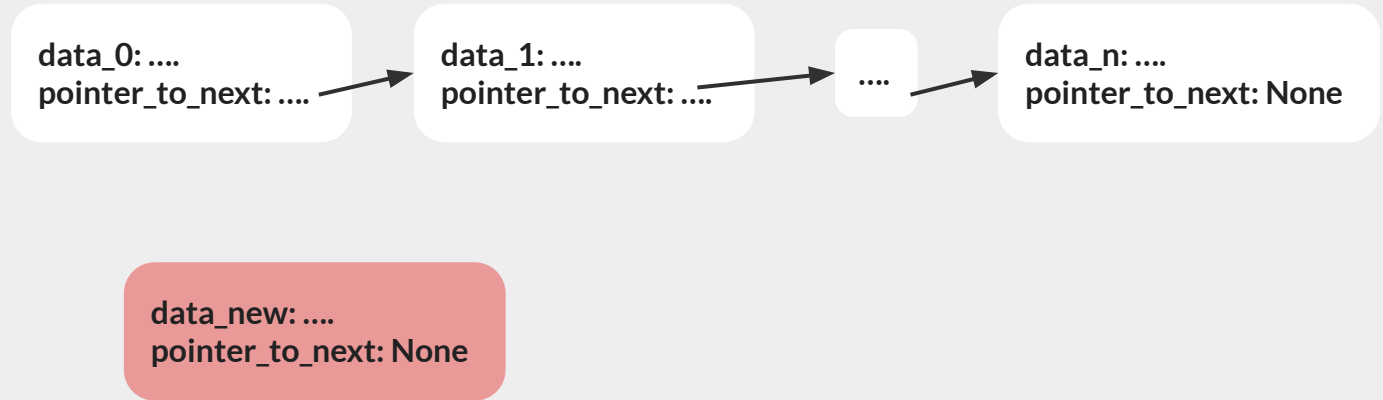 data_0: ....
pointer_to_next: ....
data_1: ....
pointer_to_next: ....
....
data_n: ....
pointer_to_next: None
data_new: ....
pointer_to_next: None